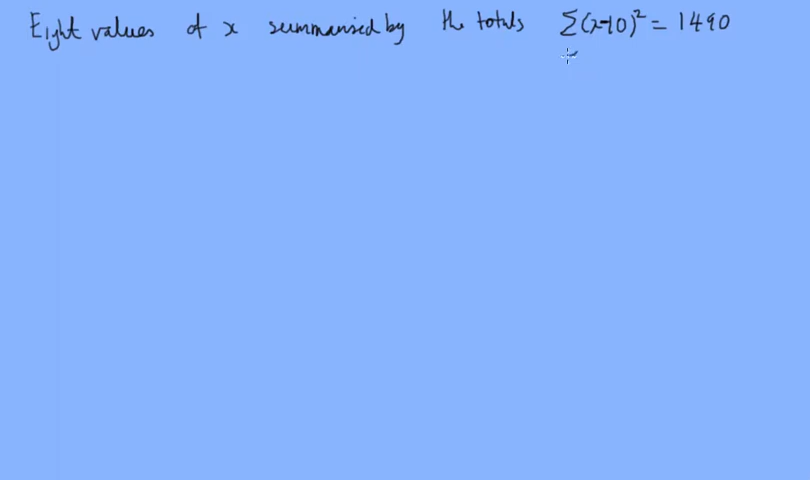 Eight values of x summarised by the totals Σ(x-10)² = 1490